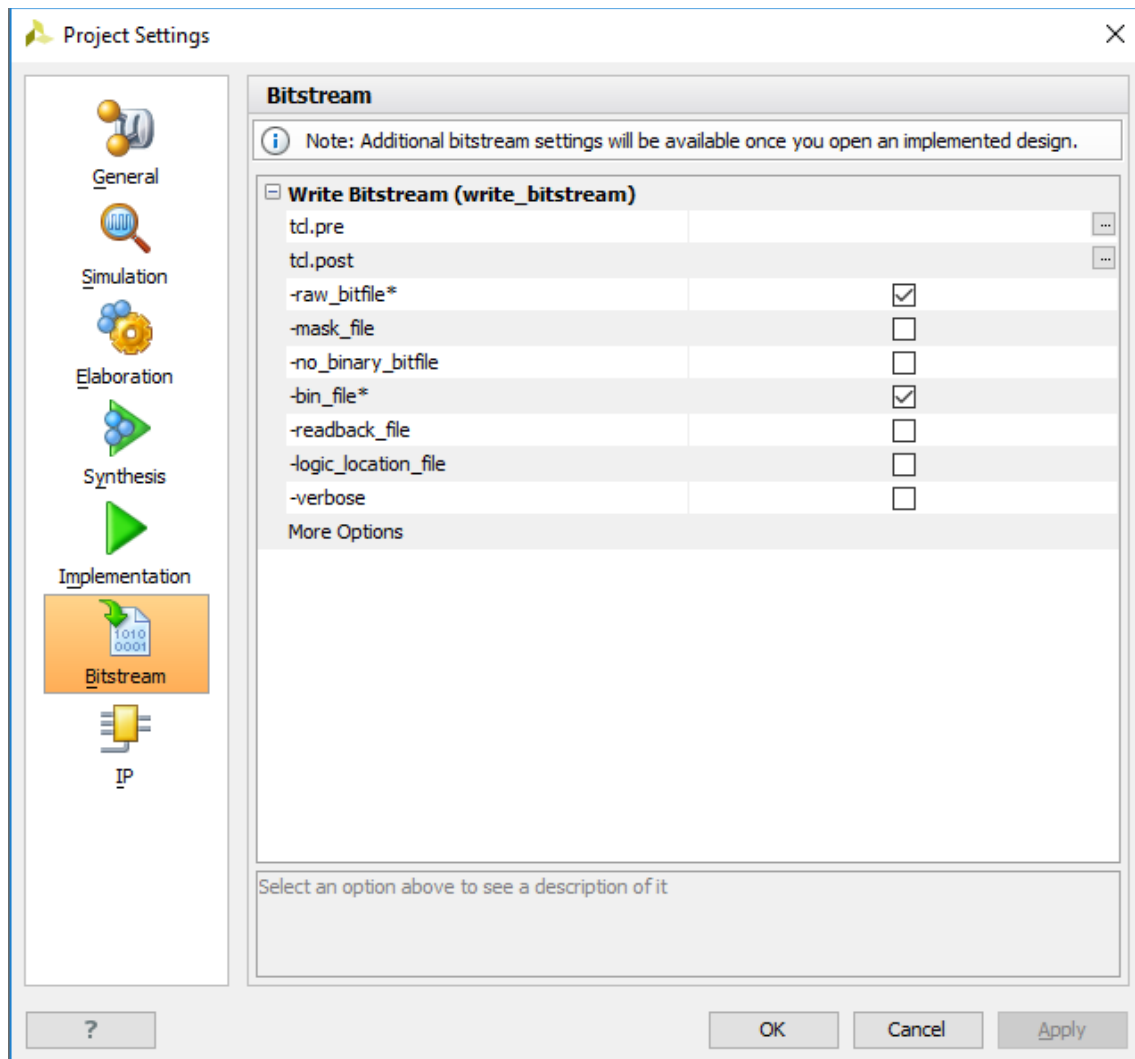 Project Settings
Bitstream
Note: Additional bitstream settings will be available once you open an implemented design.
General
Simulation
Elaboration
Synthesis
Implementation
1010
0001
Bitstream
IP
Write Bitstream (write_bitstream)
tcl.pre
...
tcl.post
...
-raw_bitfile*
-mask_file
-no_binary_bitfile
-bin_file*
-readback_file
-logic_location_file
-verbose
More Options
Select an option above to see a description of it
?
OK Cancel Apply